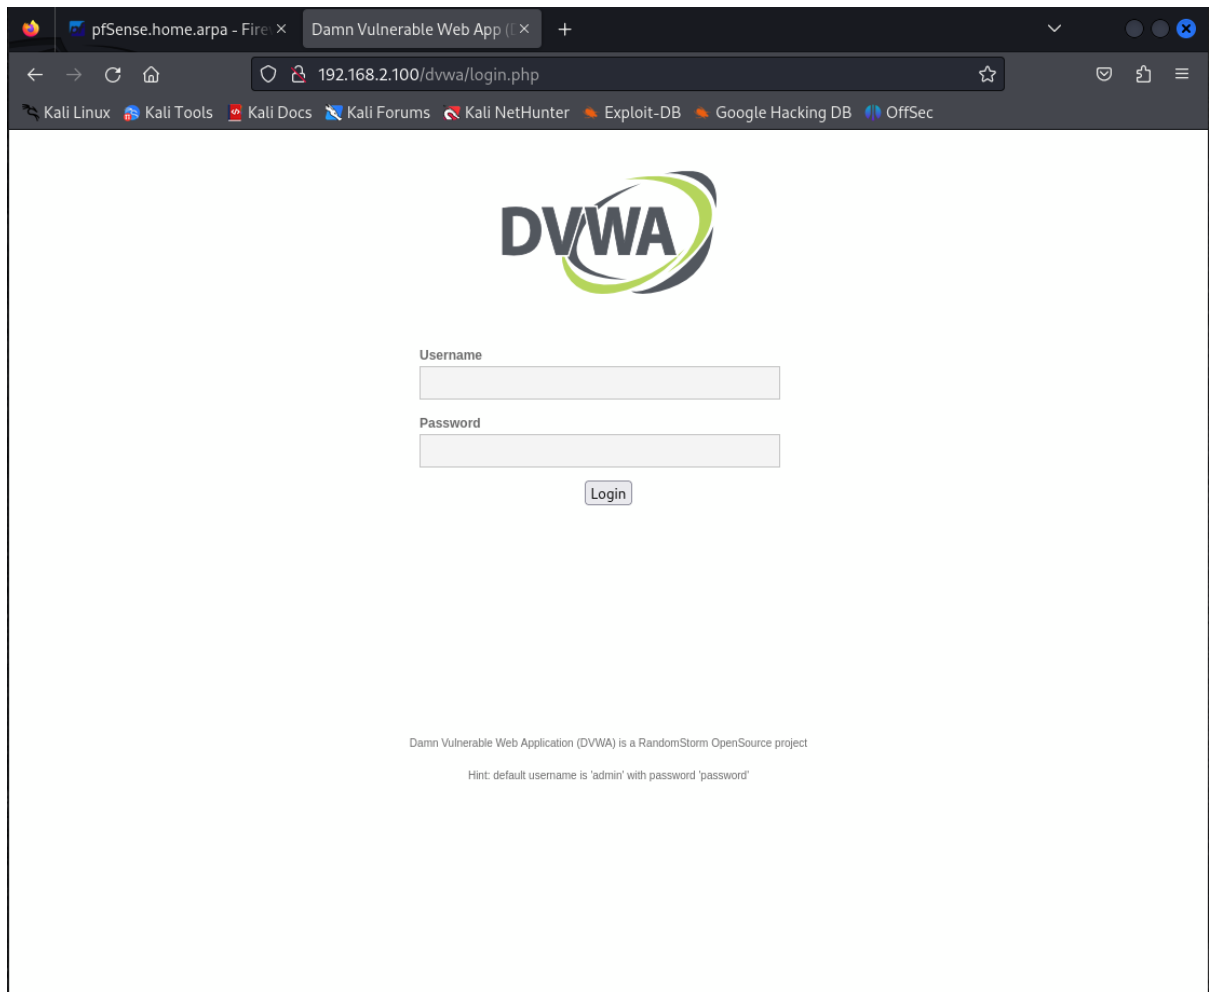 pfSense.home.arpa - Fire
Damn Vulnerable Web App (
192.168.2.100/dvwa/login.php
Kali Linux Kali Tools Kali Docs Kali Forums Kali NetHunter Exploit-DB Google Hacking DB OffSec
DVWA
Username
Password
Login
Damn Vulnerable Web Application (DVWA) is a RandomStorm OpenSource project
Hint: default username is 'admin' with password 'password'